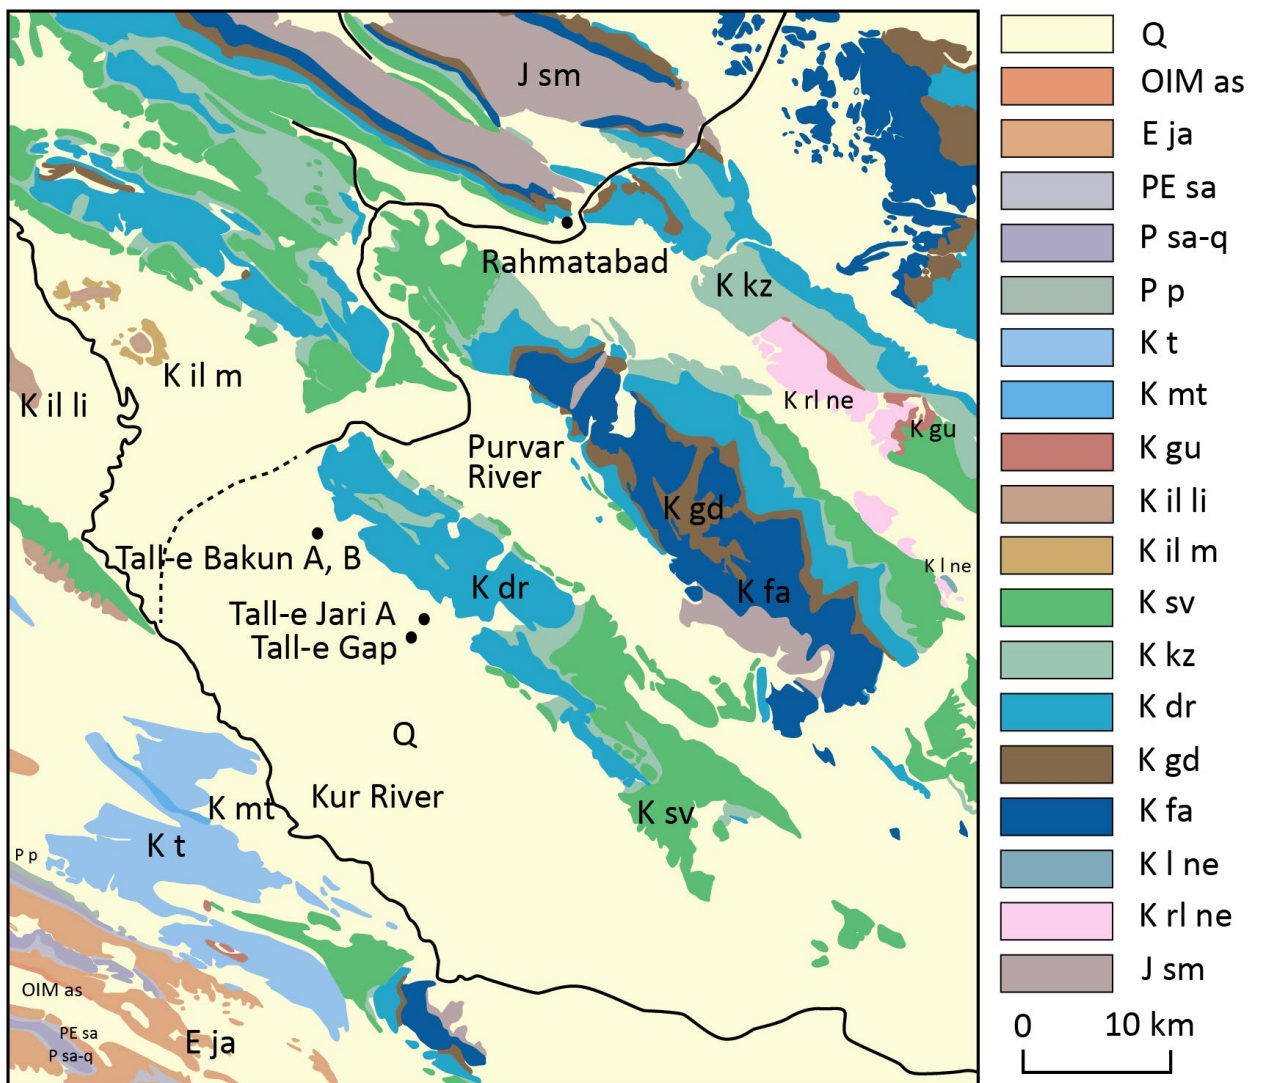 J sm
Rahmatabad
K kz
K il m
K il li
K rl ne
K gu
Purvar
River
K gd
Tall-e Bakun A, B
K l ne
K dr
K fa
Tall-e Jari A
Tall-e Gap
Q
Kur River
K mt
K sv
K t
P p
OIM as
PE sa
P sa-q
E ja
Q
OIM as
E ja
PE sa
P sa-q
P p
K t
K mt
K gu
K il li
K il m
K sv
K kz
K dr
K gd
K fa
K l ne
K rl ne
J sm
0 10 km